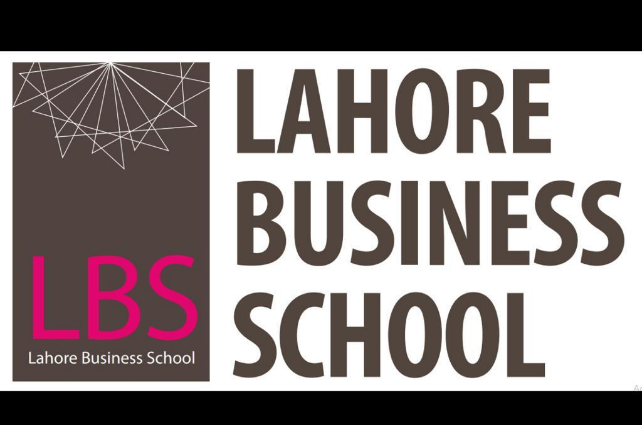 LBS
Lahore Business School
LAHORE
BUSINESS
SCHOOL